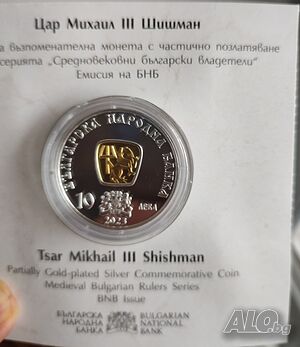 Цар Михаил III Шишман
а възпоменателна монета с частично позлатяване
серията „Средновековни български владетели“
Емисия на БНБ
БЪЛГАРСКА НАРОДНА БАНКА
10 ЛЕВА
2023
Tsar Mikhail III Shishman
Partially Gold-plated Silver Commemorative Coin
Medieval Bulgarian Rulers Series
BNB Issue
БЪЛГАРСКА НАРОДНА БАНКА
BULGARIAN NATIONAL BANK
ALO.bg